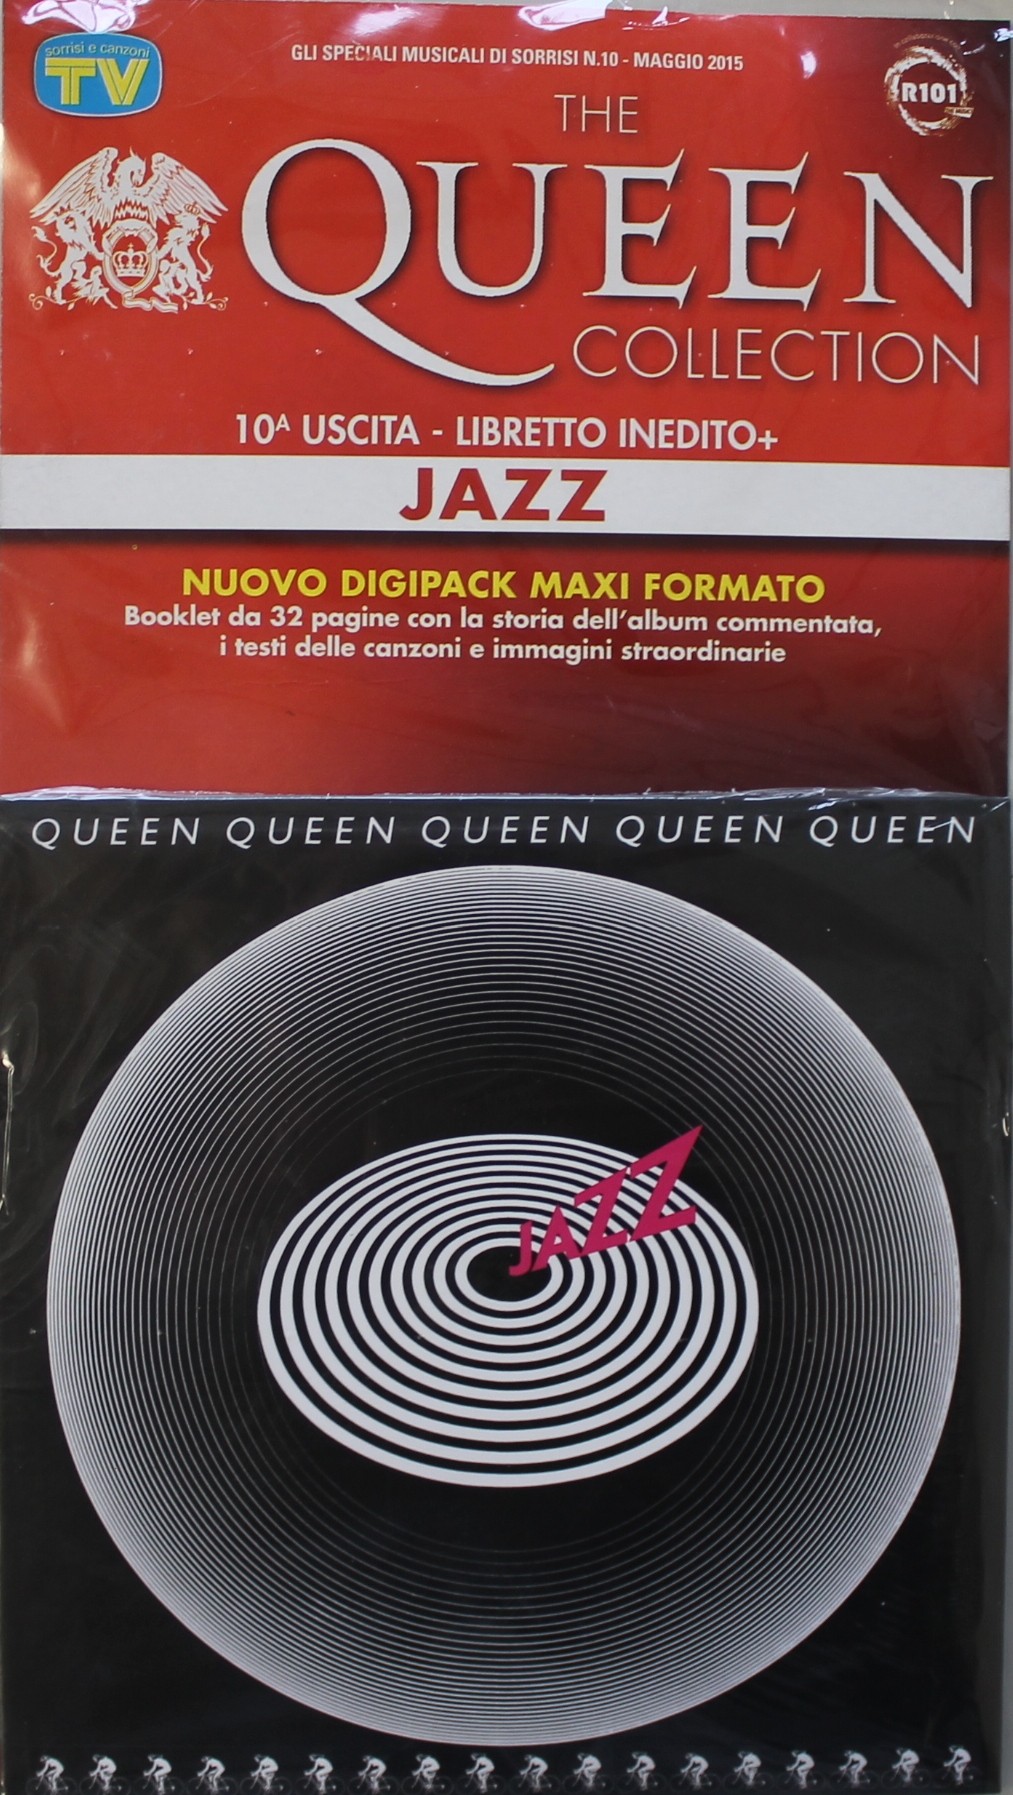 sorrisi e canzoni
TV
GLI SPECIALI MUSICALI DI SORRISI N.10 - MAGGIO 2015
R101
THE
QUEEN
COLLECTION
10A USCITA - LIBRETTO INEDITO+
JAZZ
NUOVO DIGIPACK MAXI FORMATO
Booklet da 32 pagine con la storia dell'album commentata,
i testi delle canzoni e immagini straordinarie
QUEEN QUEEN QUEEN QUEEN QUEEN
JAZZ